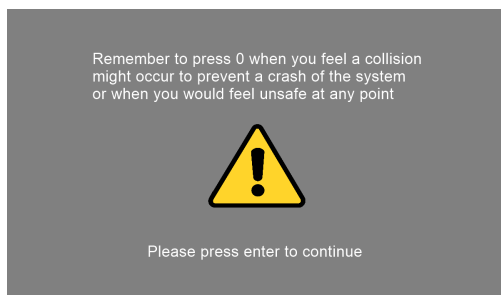 Remember to press 0 when you feel a collision
might occur to prevent a crash of the system
or when you would feel unsafe at any point
Please press enter to continue